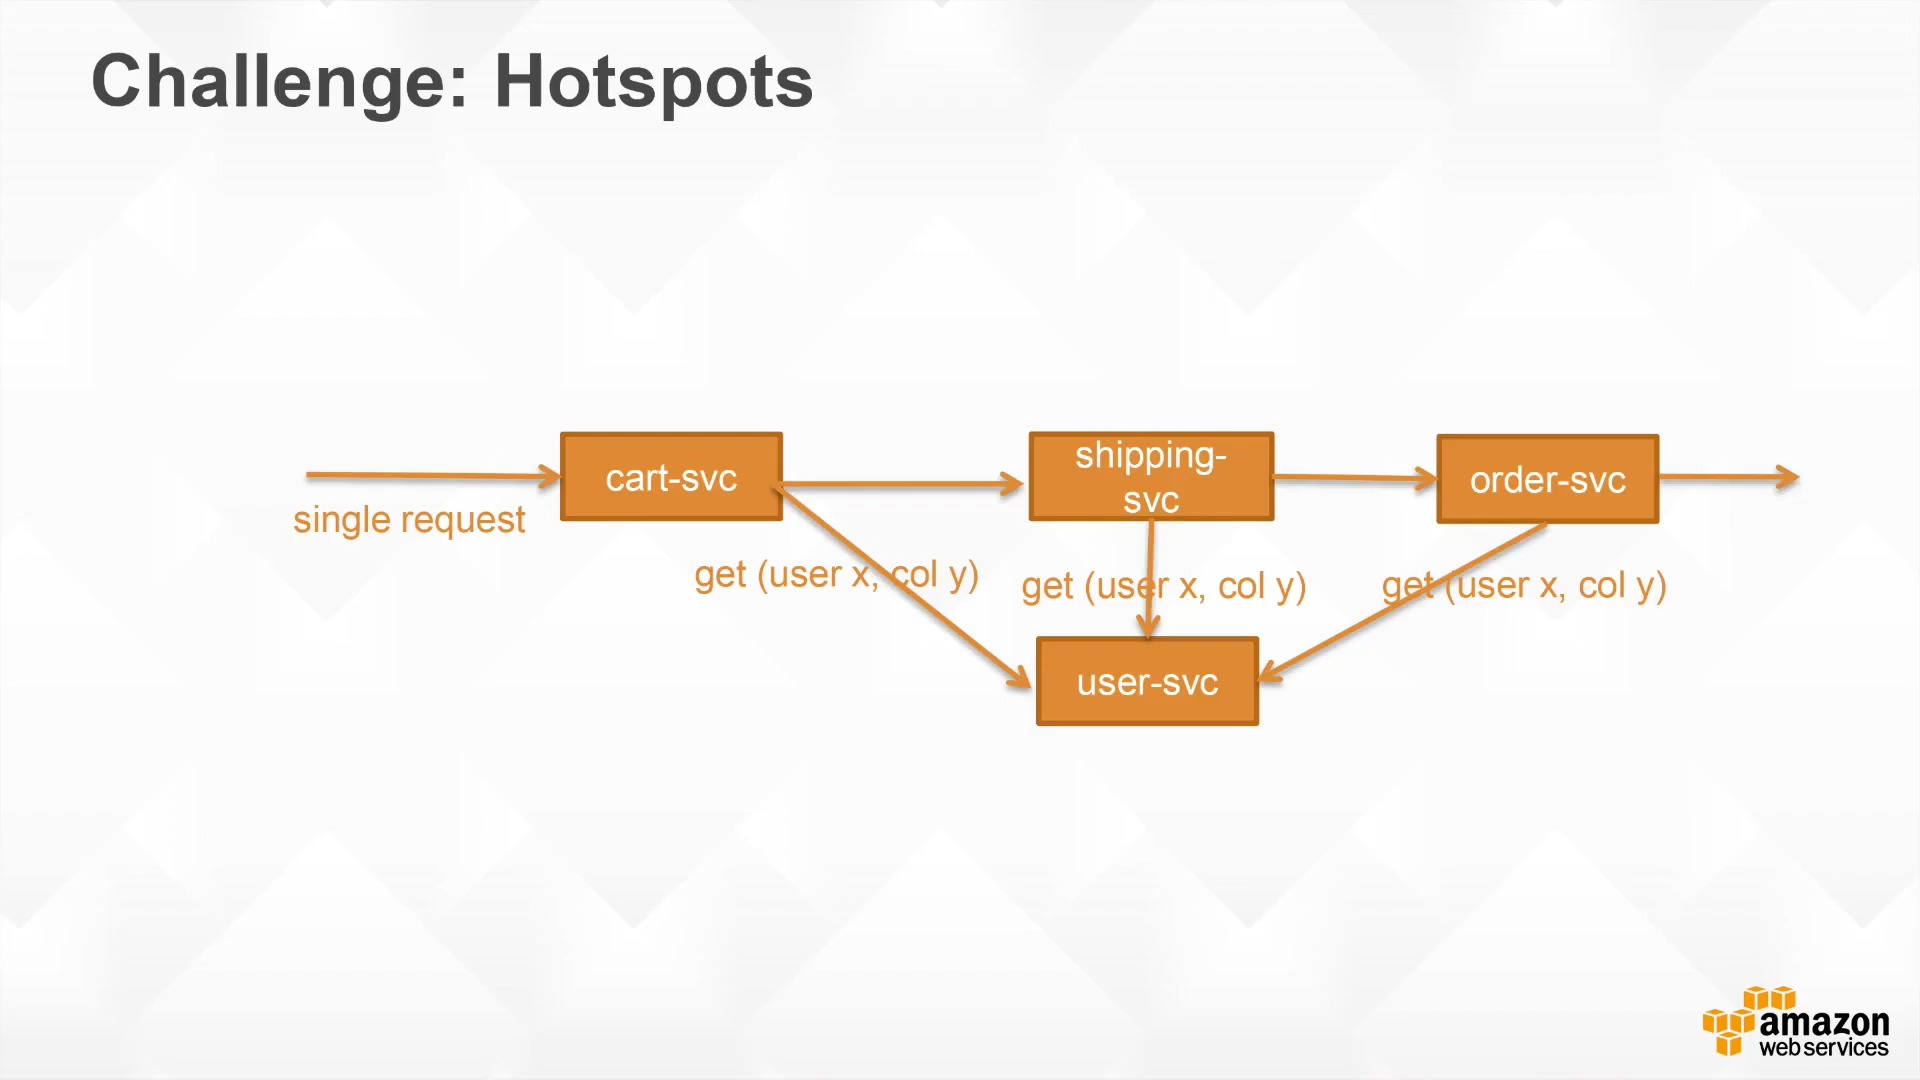 Challenge: Hotspots
cart-svc
shipping-
svc
order-svc
single request
get (user x, col y)
get (user x, col y)
get (user x, col y)
user-svc
amazon
web services